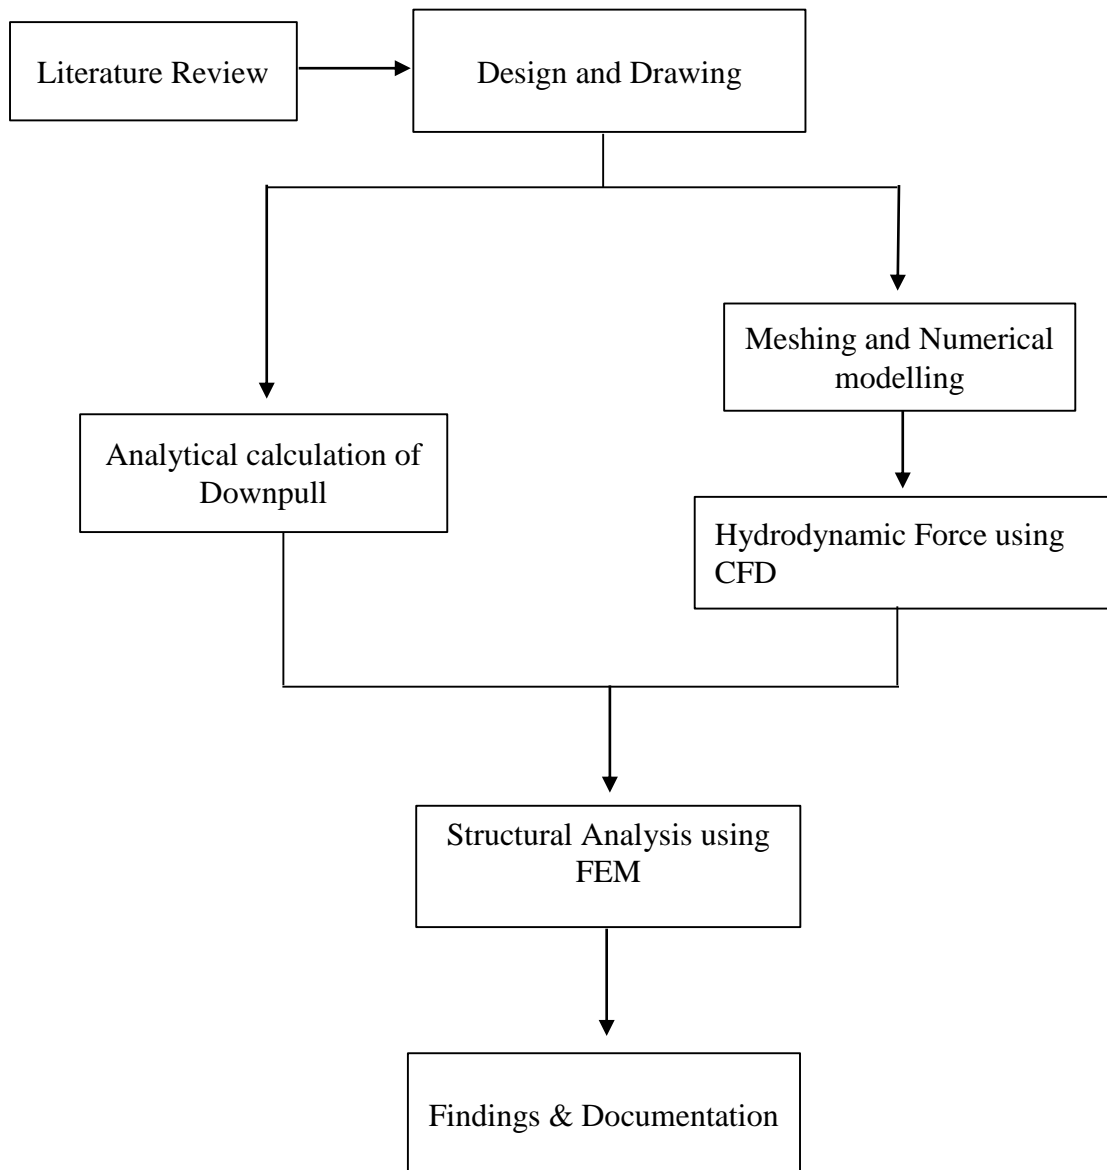 Literature Review
Design and Drawing
Meshing and Numerical
modelling
Analytical calculation of
Downpull
Hydrodynamic Force using
CFD
Structural Analysis using
FEM
Findings & Documentation